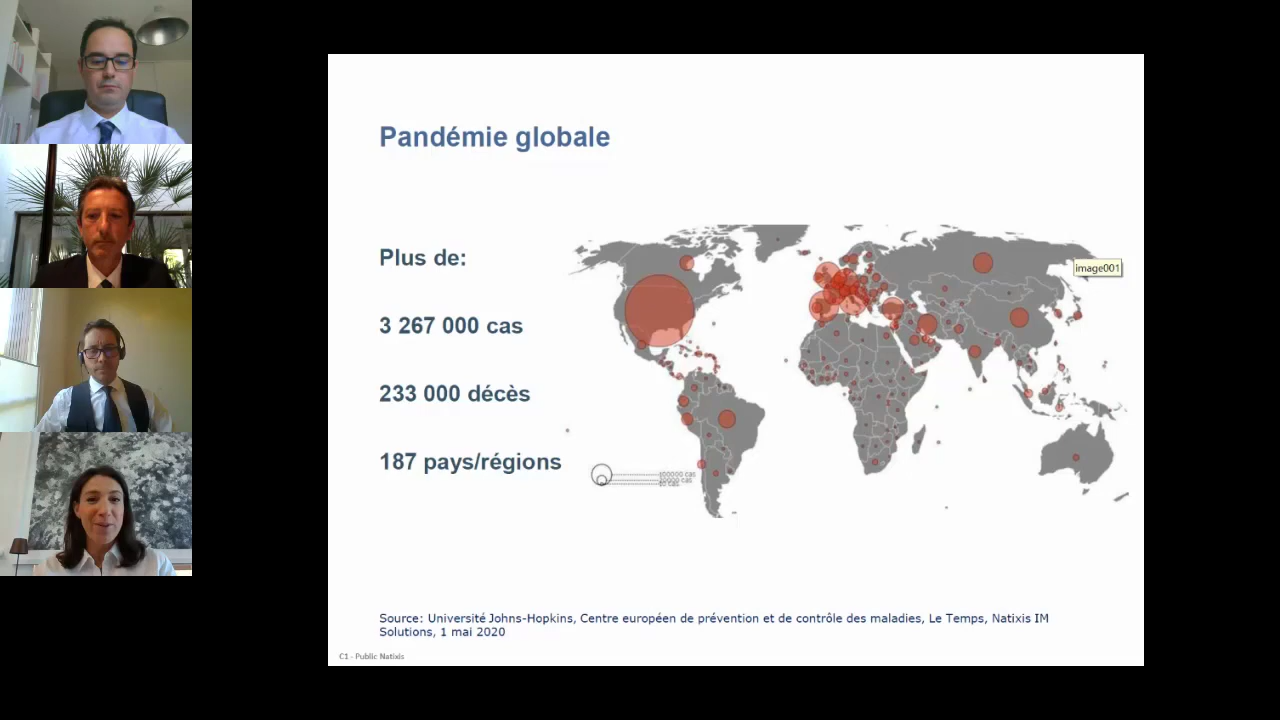 Pandémie globale
Plus de:
image001
3 267 000 cas
233 000 décès
187 pays/régions
100000 cas
Source: Université Johns-Hopkins, Centre européen de prévention et de contrôle des maladies, Le Temps, Natixis IM
Solutions, 1 mai 2020
C1 - Public Natixis